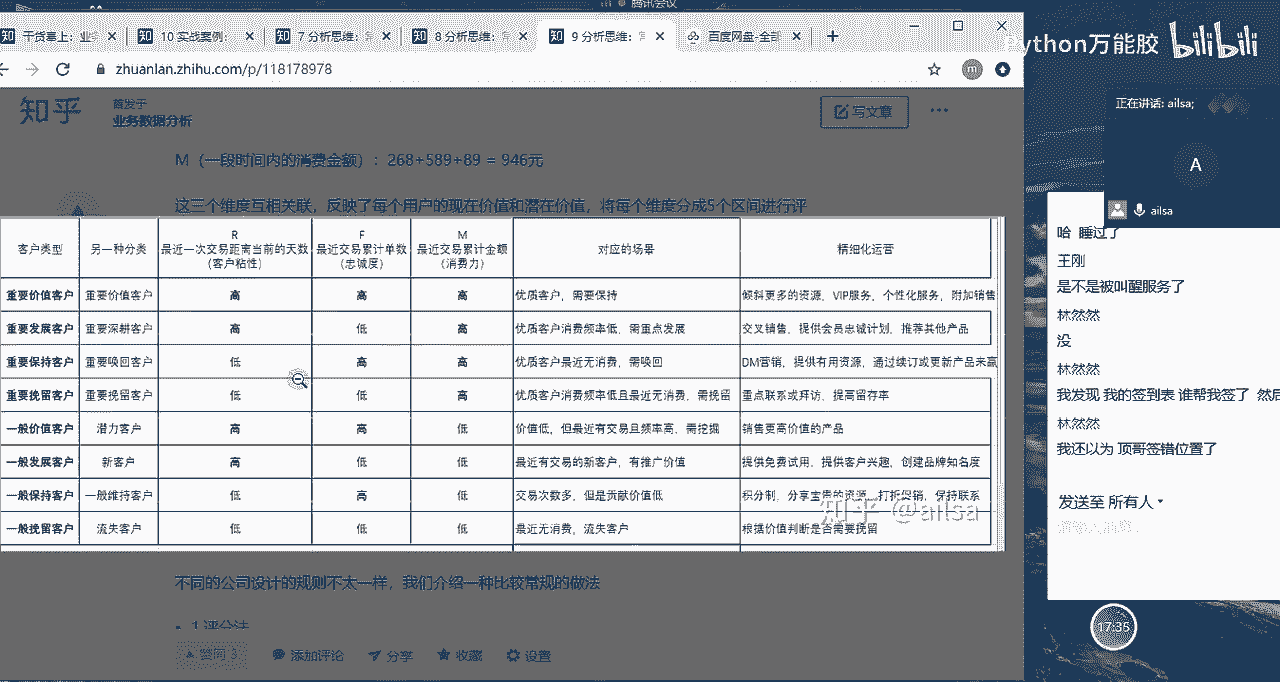 腾讯会议
干货奉上：业务
10 实战案例：
7 分析思维：
8 分析思维：
9 分析思维：
百度网盘-全部
zhuanlan.zhihu.com/p/118178978
m
知乎
首发于
业务数据分析
写文章
M（一段时间内的消费金额）：268+589+89 = 946元
这三个维度互相关联，反映了每个用户的现在价值和潜在价值，将每个维度分成5个区间进行评
客户类型 另一种分类 R 最近一次交易距离当前的天数（客户粘性） F 最近交易累计单数（忠诚度） M 最近交易累计金额（消费力） 对应的场景 精细化运营
重要价值客户 重要价值客户 高 高 高 优质客户，需要保持 倾斜更多的资源，VIP服务，个性化服务，附加销售
重要发展客户 重要深耕客户 高 低 高 优质客户消费频率低，需重点发展 交叉销售，提供会员忠诚计划，推荐其他产品
重要保持客户 重要唤回客户 低 高 高 优质客户最近无消费，需唤回 DM营销，提供有用资源，通过续订或更新产品来赢
重要挽留客户 重要挽留客户 低 低 高 优质客户消费频率低且最近无消费，需挽留 重点联系或拜访，提高留存率
一般价值客户 潜力客户 高 高 低 价值低，但最近有交易且频率高，需挖掘 销售更高价值的产品
一般发展客户 新客户 高 低 低 最近有交易的新客户，有推广价值 提供免费试用，提供客户兴趣，创建品牌知名度
一般保持客户 一般维持客户 低 高 低 交易次数多，但是贡献价值低 积分制，分享宝贵的资源，打折促销，保持联系
一般挽留客户 流失客户 低 低 低 最近无消费，流失客户 根据价值判断是否需要挽留
知乎 @ailsa
不同的公司设计的规则不太一样，我们介绍一种比较常规的做法
1 评分法
赞同 3 添加评论 分享 收藏 设置
Python万能胶 bilibili
正在讲话: ailsa;
A
ailsa
哈 睡过了
王刚
是不是被叫醒服务了
林然然
没
林然然
我发现 我的签到表 谁帮我签了 然后
林然然
我还以为 顶哥签错位置了
发送至 所有人
17:35